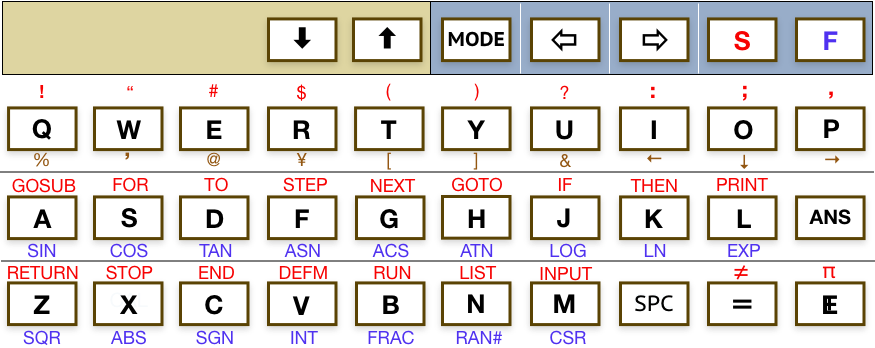 ⬇ ⬆ MODE ⇦ ⇨ S F
! “ # $ ( ) ? : ; ,
Q W E R T Y U I O P
% ’ @ ¥ [ ] & ← ↓ →
GOSUB FOR TO STEP NEXT GOTO IF THEN PRINT
A S D F G H J K L ANS
SIN COS TAN ASN ACS ATN LOG LN EXP
RETURN STOP END DEFM RUN LIST INPUT ≠ π
Z X C V B N M SPC = E
SQR ABS SGN INT FRAC RAN# CSR